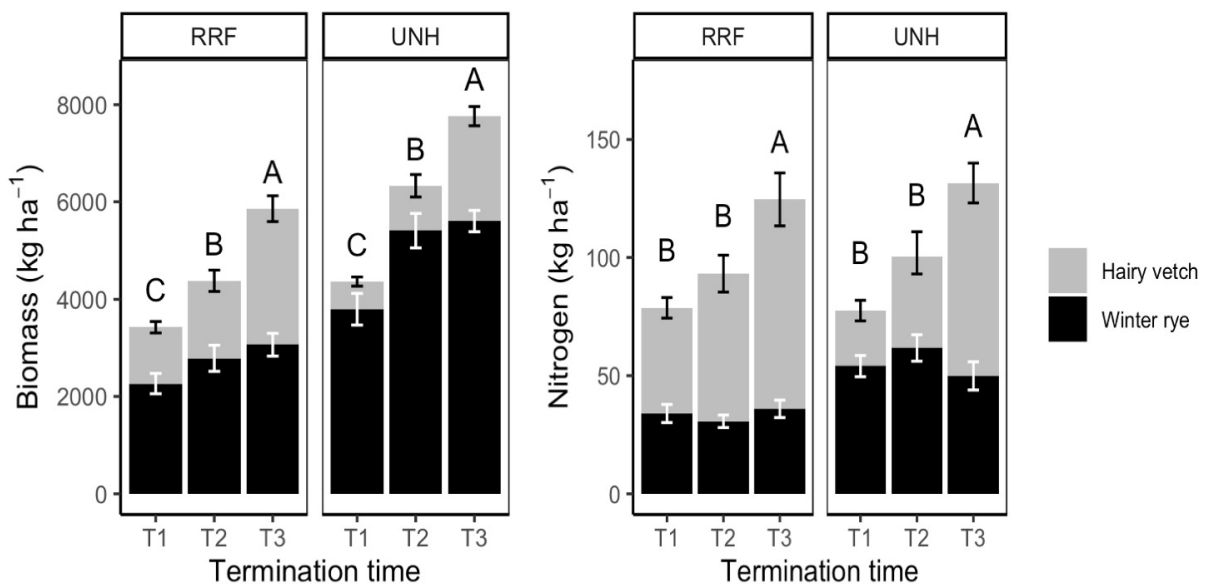 RRF UNH
Biomass (kg ha⁻¹)
8000
6000
4000
2000
0
C B A
C B A
T1 T2 T3 T1 T2 T3
Termination time
RRF UNH
Nitrogen (kg ha⁻¹)
150
100
50
0
B B A
B B A
T1 T2 T3 T1 T2 T3
Termination time
Hairy vetch
Winter rye